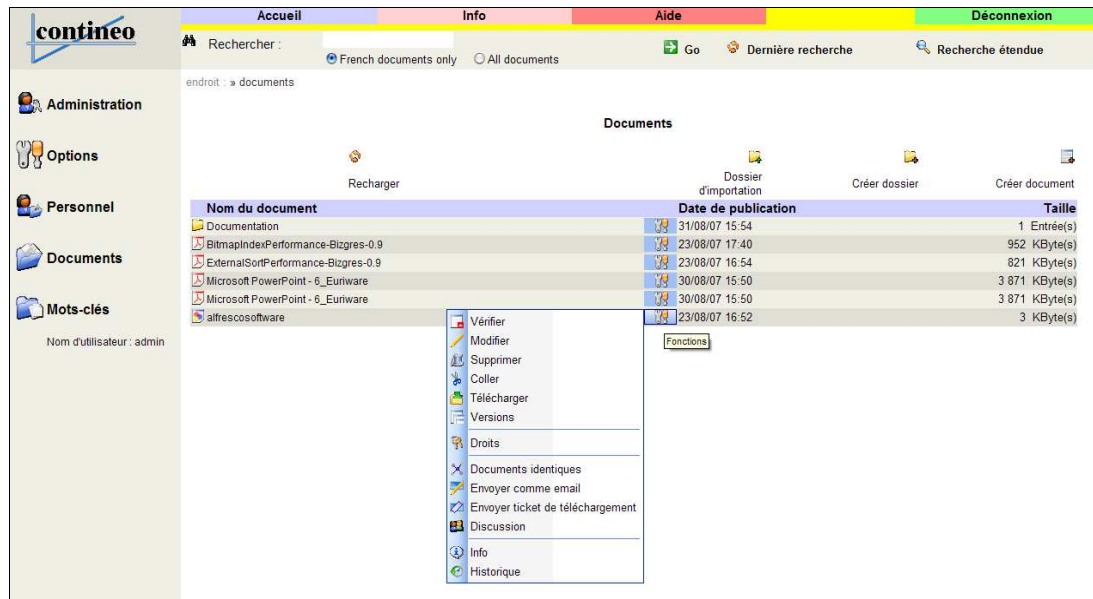 contineo
Accueil Info Aide Déconnexion
Rechercher :
French documents only All documents
Go Dernière recherche Recherche étendue
endroit : » documents
Administration
Options
Personnel
Documents
Mots-clés
Nom d'utilisateur : admin
Documents
Recharger Dossier d'importation Créer dossier Créer document
Nom du document Date de publication Taille
Documentation 31/08/07 15:54 1 Entrée(s)
BitmapIndexPerformance-Bizgres-0.9 23/08/07 17:40 952 KByte(s)
ExternalSortPerformance-Bizgres-0.9 23/08/07 16:54 821 KByte(s)
Microsoft PowerPoint - 6_Euriware 30/08/07 15:50 3 871 KByte(s)
Microsoft PowerPoint - 6_Euriware 30/08/07 15:50 3 871 KByte(s)
alfrescosoftware 23/08/07 16:52 3 KByte(s)
Fonctions
Vérifier
Modifier
Supprimer
Coller
Télécharger
Versions
Droits
Documents identiques
Envoyer comme email
Envoyer ticket de téléchargement
Discussion
Info
Historique